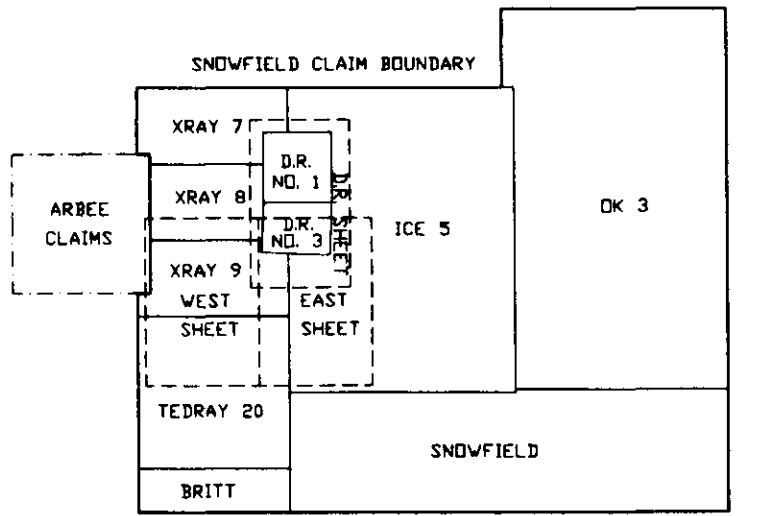 SNOWFIELD CLAIM BOUNDARY
XRAY 7
D.R.
NO. 1
XRAY 8
D.R. SHEET
ARBEE
CLAIMS
OK 3
D.R.
NO. 3
ICE 5
XRAY 9
WEST
SHEET
EAST
SHEET
TEDRAY 20
SNOWFIELD
BRITT